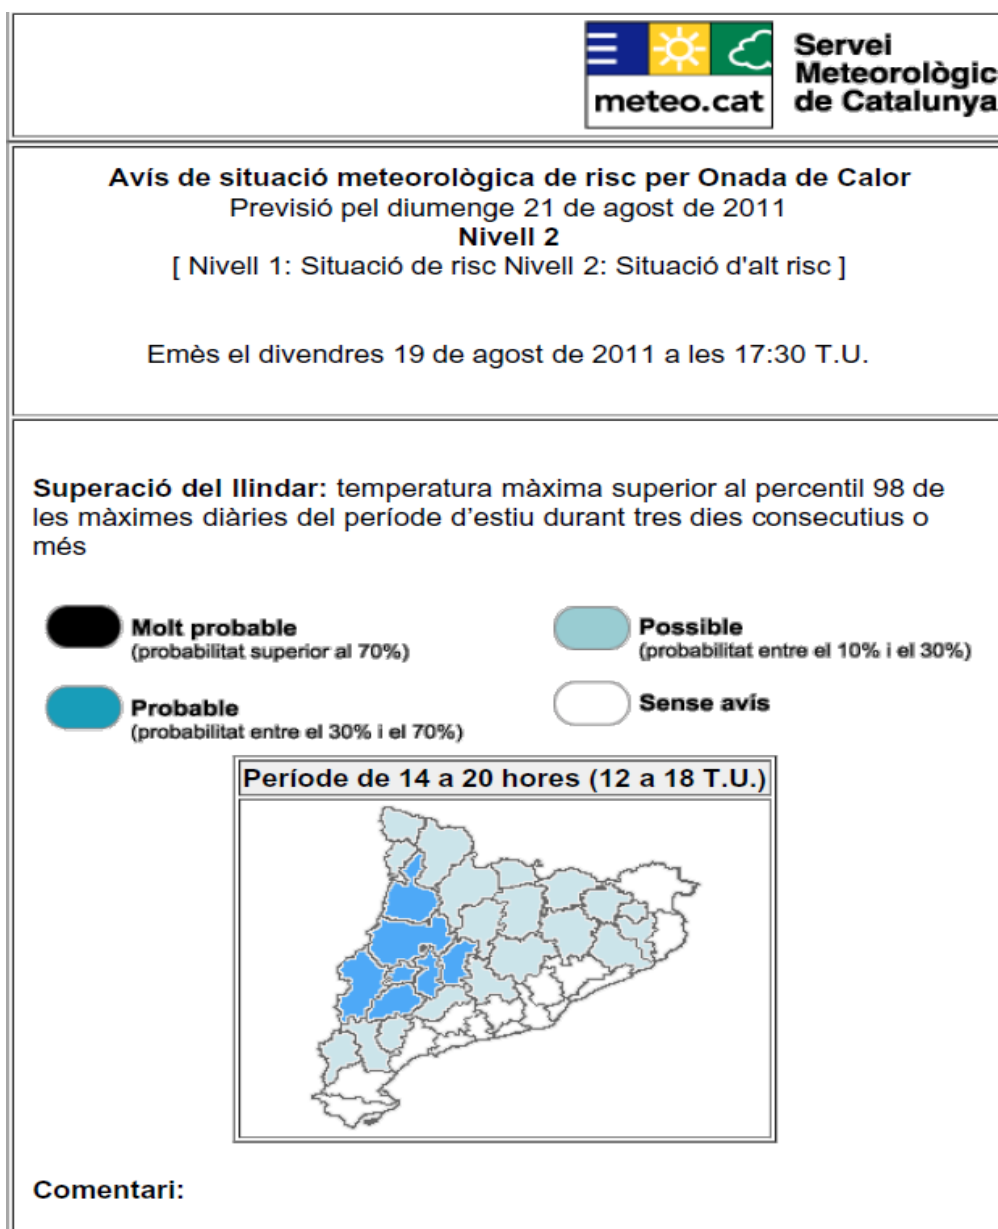 meteo.cat
Servei
Meteorològic
de Catalunya
Avís de situació meteorològica de risc per Onada de Calor
Previsió pel diumenge 21 de agost de 2011
Nivell 2
[ Nivell 1: Situació de risc Nivell 2: Situació d'alt risc ]
Emès el divendres 19 de agost de 2011 a les 17:30 T.U.
Superació del llindar: temperatura màxima superior al percentil 98 de
les màximes diàries del període d’estiu durant tres dies consecutius o
més
Molt probable
(probabilitat superior al 70%)
Possible
(probabilitat entre el 10% i el 30%)
Probable
(probabilitat entre el 30% i el 70%)
Sense avís
Període de 14 a 20 hores (12 a 18 T.U.)
Comentari: